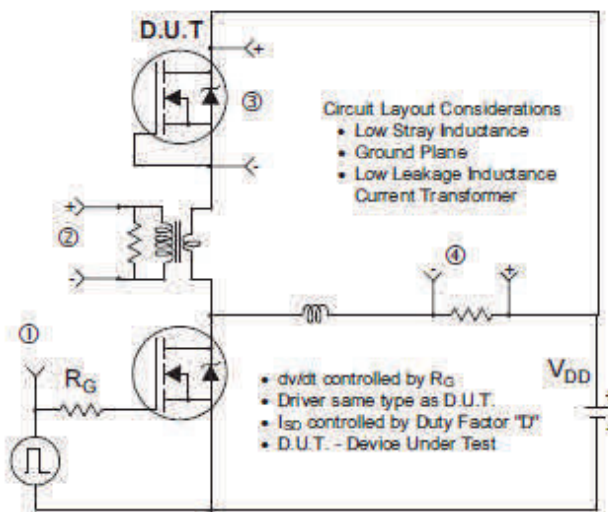 D.U.T
+
③
-
Circuit Layout Considerations
• Low Stray Inductance
• Ground Plane
• Low Leakage Inductance
Current Transformer
+
②
-
④
- +
①
RG
VDD
+
-
• dv/dt controlled by RG
• Driver same type as D.U.T.
• ISD controlled by Duty Factor "D"
• D.U.T. - Device Under Test